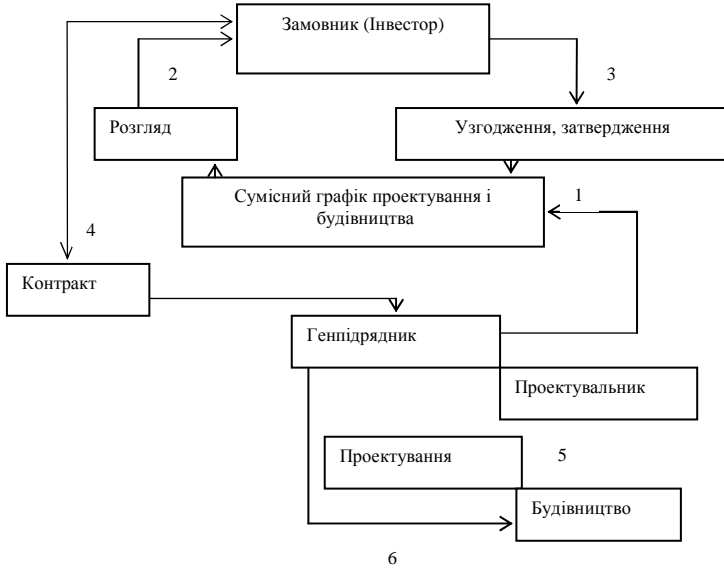 Замовник (Інвестор)
2
3
Розгляд
Узгодження, затвердження
Сумісний графік проектування і
будівництва
1
4
Контракт
Генпідрядник
Проектувальник
Проектування
5
Будівництво
6